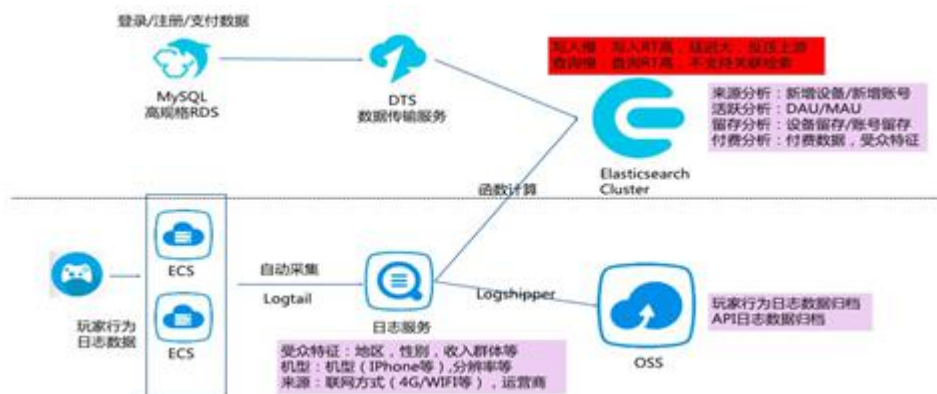 登录/注册/支付数据
MySQL
高规格RDS
DTS
数据传输服务
写入慢：写入RT高，延迟大，反压上游
查询慢：查询RT高，不支持关联检索
来源分析：新增设备/新增账号
活跃分析：DAU/MAU
留存分析：设备留存/账号留存
付费分析：付费数据，受众特征
Elasticsearch
Cluster
函数计算
玩家行为
日志数据
ECS
ECS
自动采集
Logtail
日志服务
Logshipper
OSS
玩家行为日志数据归档
API日志数据归档
受众特征：地区，性别，收入群体等
机型：机型（IPhone等）,分辨率等
来源：联网方式（4G/WIFI等），运营商